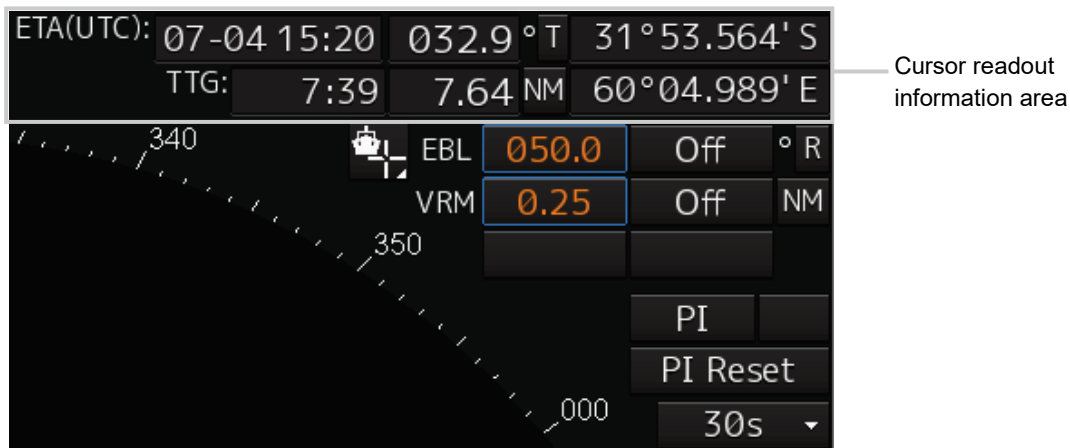 ETA(UTC): 07-04 15:20 032.9 ° T 31°53.564' S
TTG: 7:39 7.64 NM 60°04.989' E
Cursor readout
information area
340
EBL 050.0 Off ° R
VRM 0.25 Off NM
350
PI
PI Reset
000
30s